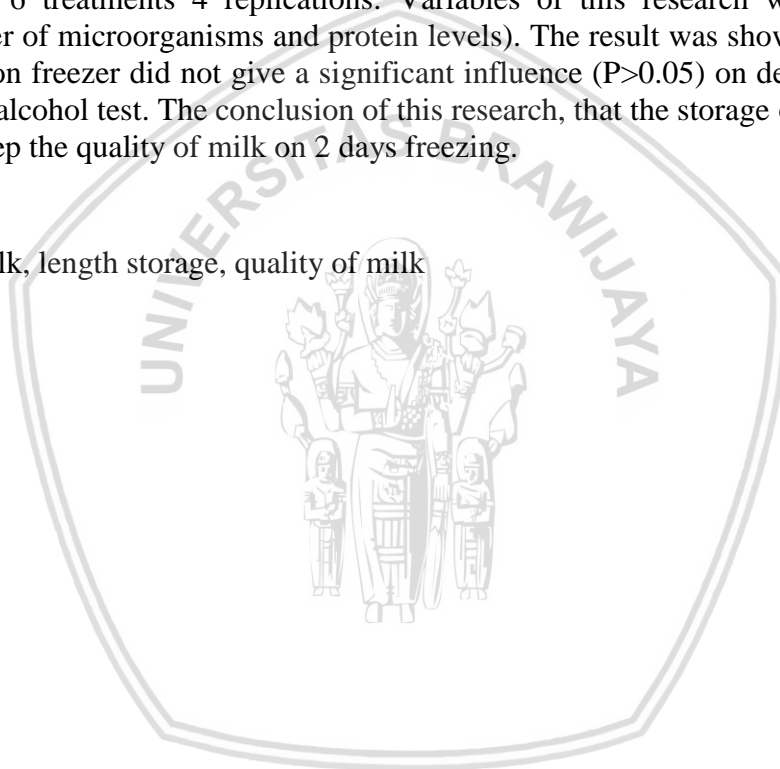 6 treatments 4 replications. Variables of this research w
er of microorganisms and protein levels). The result was show
on freezer did not give a significant influence (P>0.05) on de
alcohol test. The conclusion of this research, that the storage
ep the quality of milk on 2 days freezing.
lk, length storage, quality of milk
UNIVERSITAS BRAWIJAYA